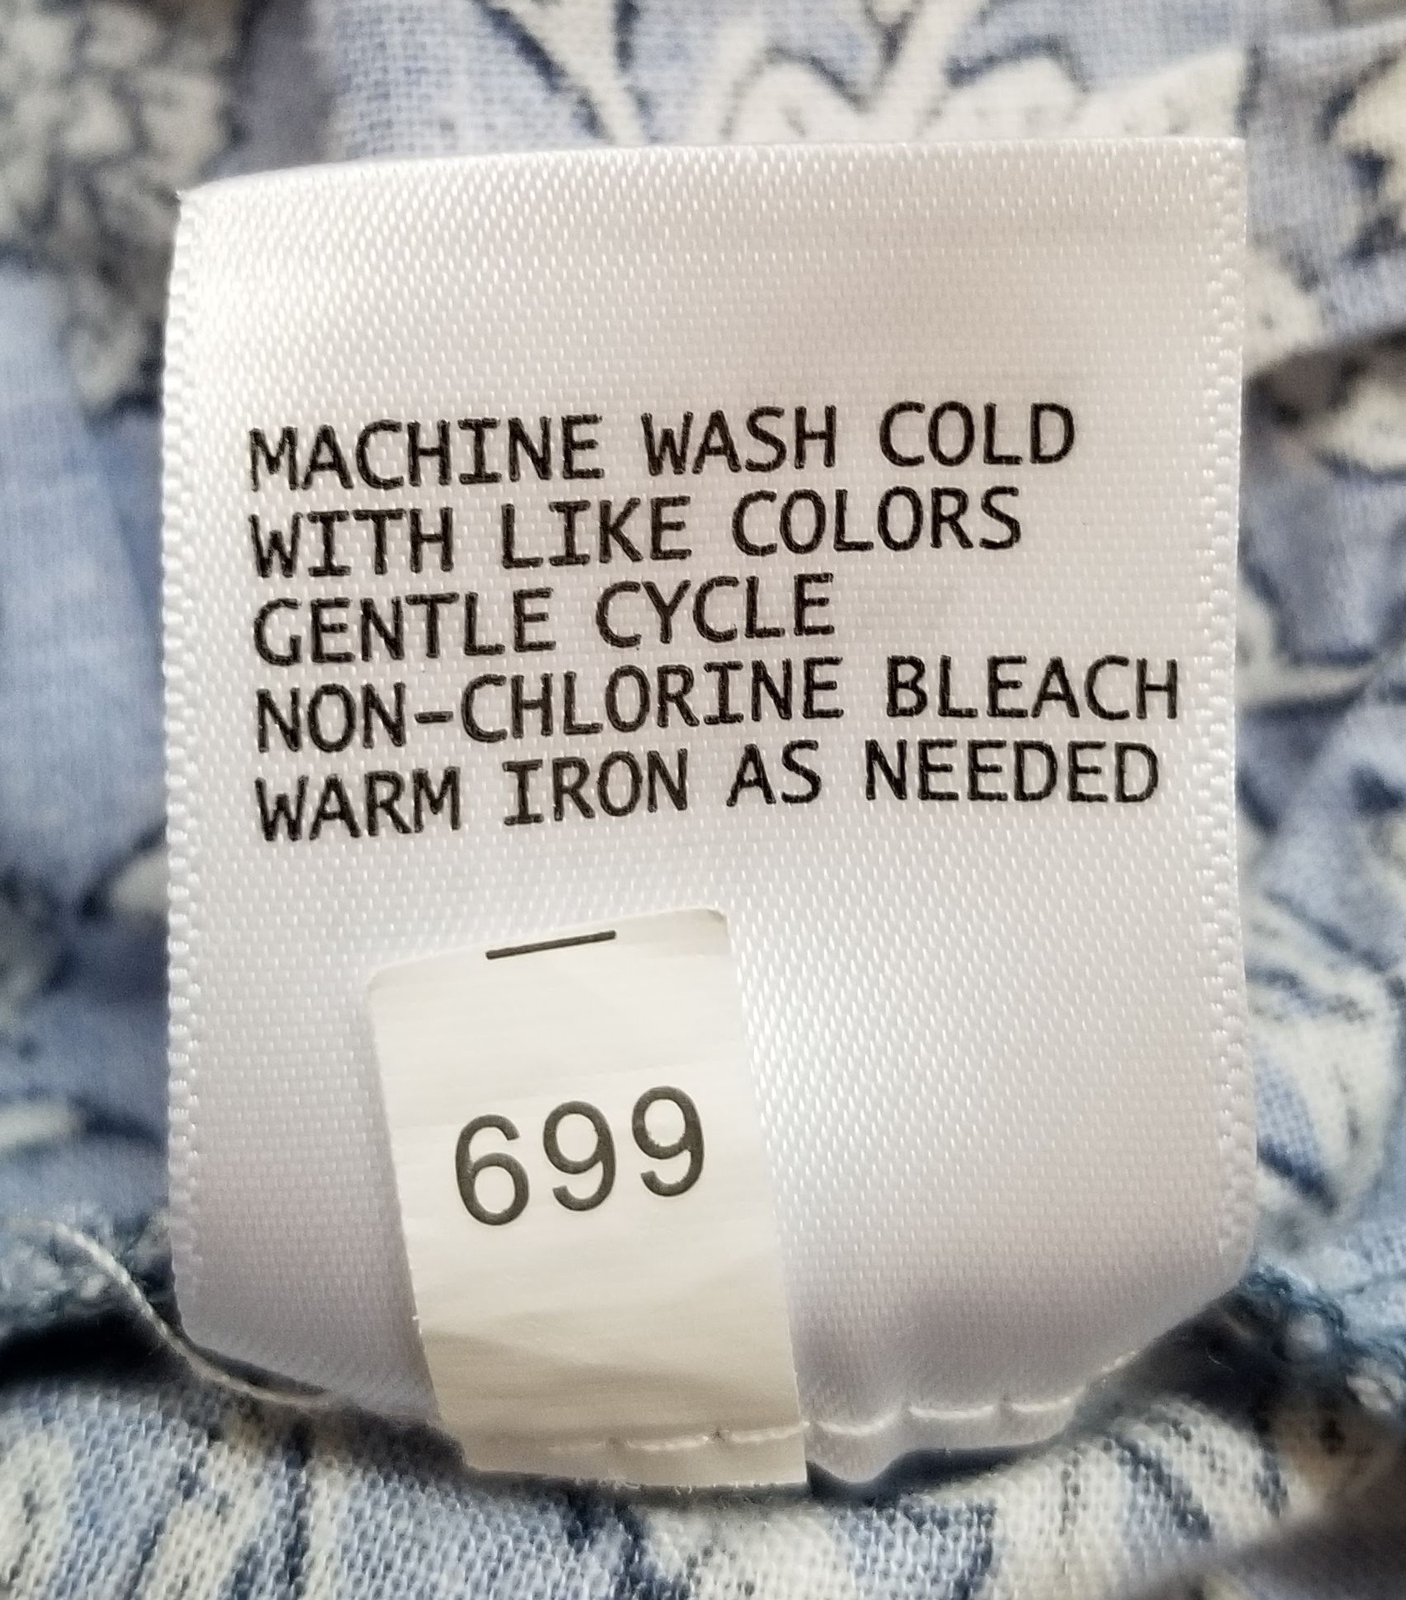 MACHINE WASH COLD
WITH LIKE COLORS
GENTLE CYCLE
NON-CHLORINE BLEACH
WARM IRON AS NEEDED
699